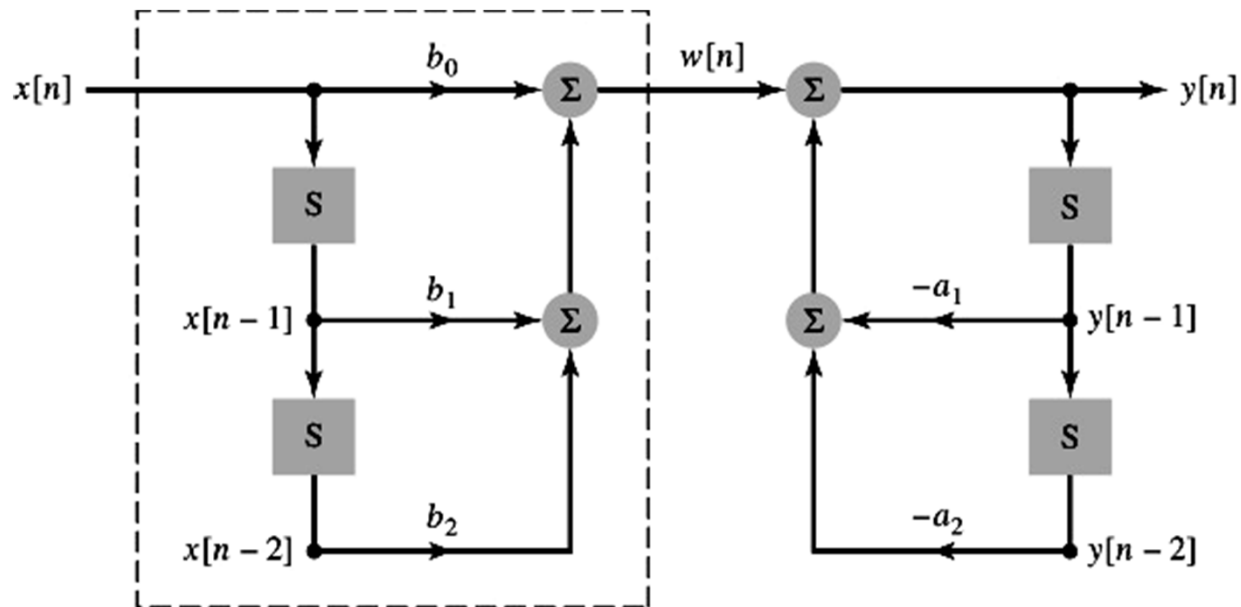 b₀ w[n]
x[n] Σ Σ y[n]
S S
b₁ −a₁
x[n − 1] Σ Σ y[n − 1]
S S
b₂ −a₂
x[n − 2] y[n − 2]